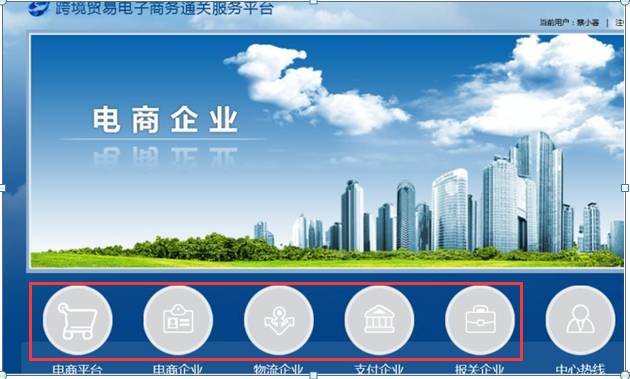 跨境贸易电子商务通关服务平台
当前用户：蔡小容 | 注
电商企业
电商平台 电商企业 物流企业 支付企业 报关企业 中心热线